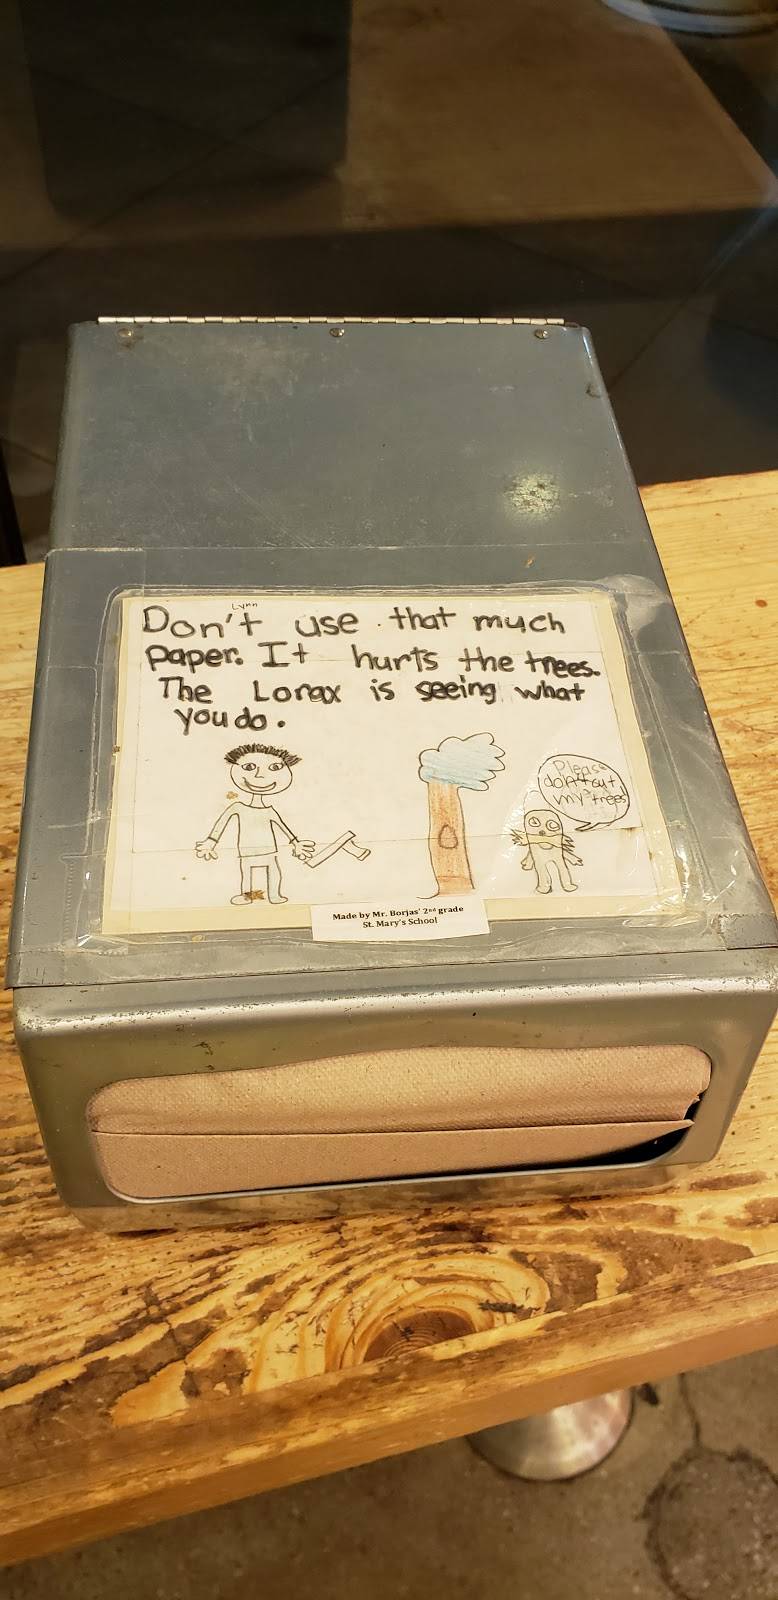 Lynn
Don't use that much
paper. It hurts the trees.
The Lorax is seeing what
you do.
Please
don't cut
my trees
Made by Mr. Borjas' 2nd grade
St. Mary's School